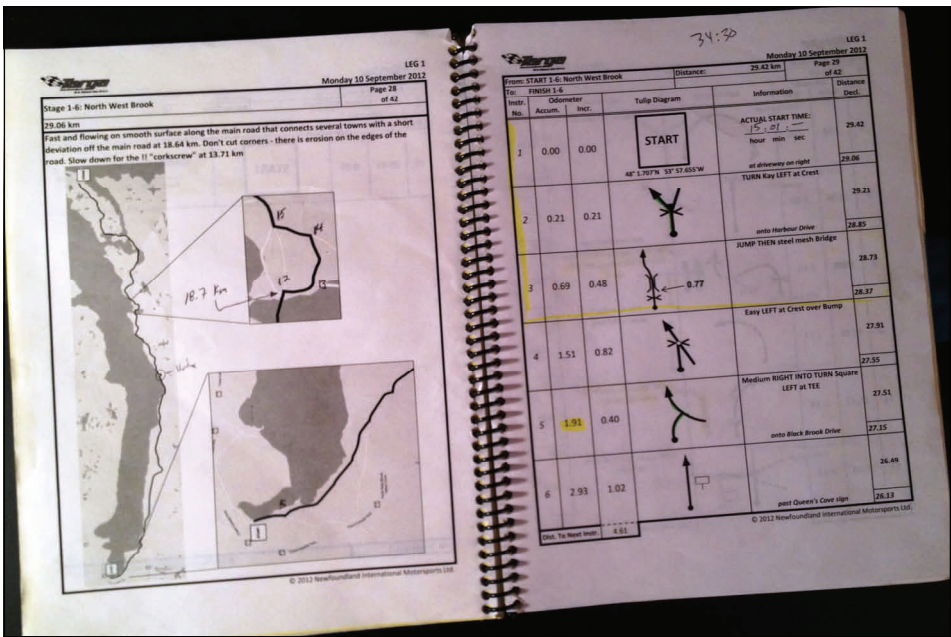 LEG 1
Targa
Monday 10 September 2012
Stage 1-6: North West Brook
Page 28
of 42
29.06 km
Fast and flowing on smooth surface along the main road that connects several towns with a short
deviation off the main road at 18.64 km. Don't cut corners - there is erosion on the edges of the
road. Slow down for the !! "corkscrew" at 13.71 km
15
14
12
18.7 Km
© 2012 Newfoundland International Motorsports Ltd.
34:30
LEG 1
Targa
Monday 10 September 2012
From: START 1-6: North West Brook
Distance:
29.42 km
Page 29
of 42
To: FINISH 1-6
Instr. No.
Odometer
Accum.
Incr.
Tulip Diagram
Information
Distance Decl.
1
0.00
0.00
START
48° 1.707'N 53° 57.655'W
ACTUAL START TIME:
15:01:—
hour min sec
at driveway on right
29.42
29.06
2
0.21
0.21
TURN Kay LEFT at Crest
onto Harbour Drive
29.21
28.85
3
0.69
0.48
0.77
JUMP THEN steel mesh Bridge
28.73
28.37
4
1.51
0.82
Easy LEFT at Crest over Bump
27.91
27.55
5
1.91
0.40
Medium RIGHT INTO TURN Square
LEFT at TEE
onto Black Brook Drive
27.51
27.15
6
2.93
1.02
past Queen's Cove sign
26.49
26.13
Dist. To Next Instr.
4.61
© 2012 Newfoundland International Motorsports Ltd.